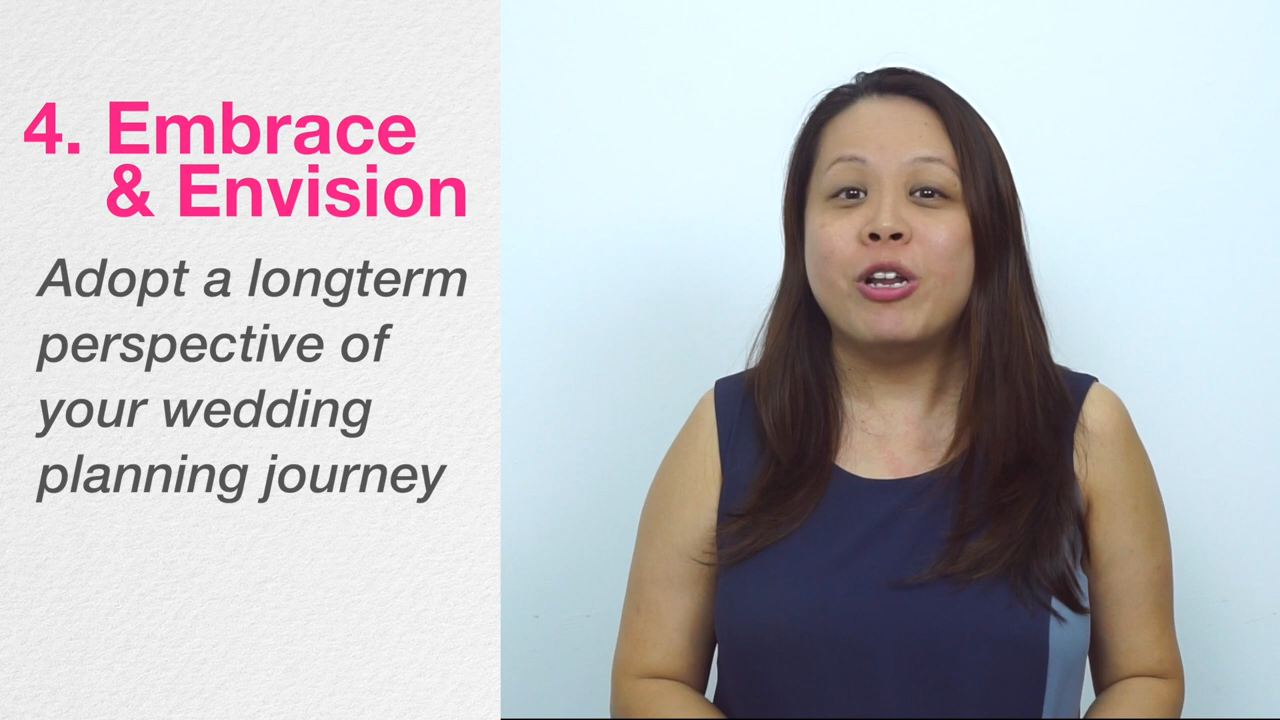 4. Embrace
& Envision
Adopt a longterm
perspective of
your wedding
planning journey